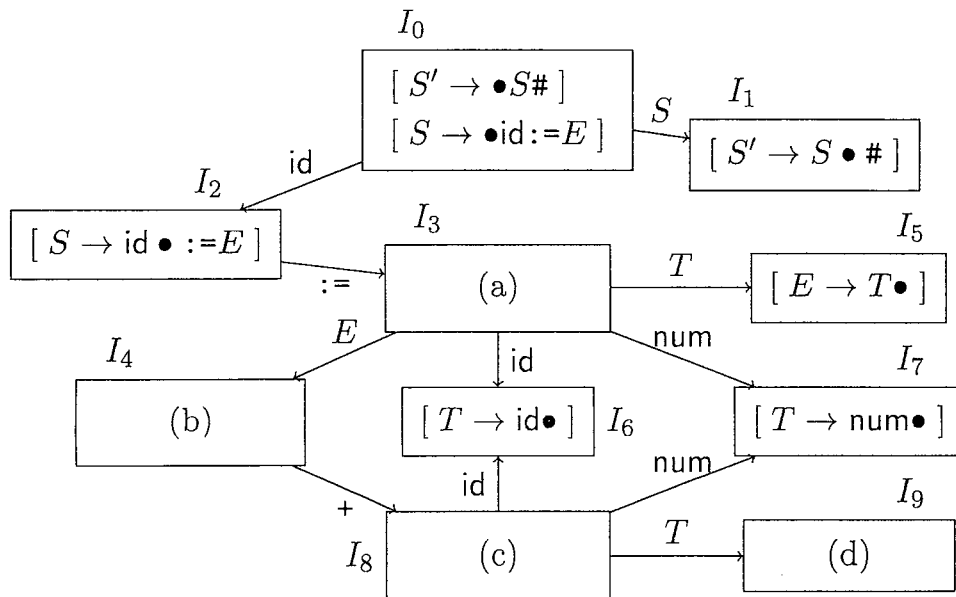 I₀
[ S′ → ●S# ]
[ S → ●id:=E ]
S
I₁
[ S′ → S ● # ]
id
I₂
[ S → id ● :=E ]
:=
I₃
(a)
T
I₅
[ E → T● ]
E
id
num
I₄
(b)
[ T → id● ]
I₆
I₇
[ T → num● ]
+
id
num
I₈
(c)
T
I₉
(d)